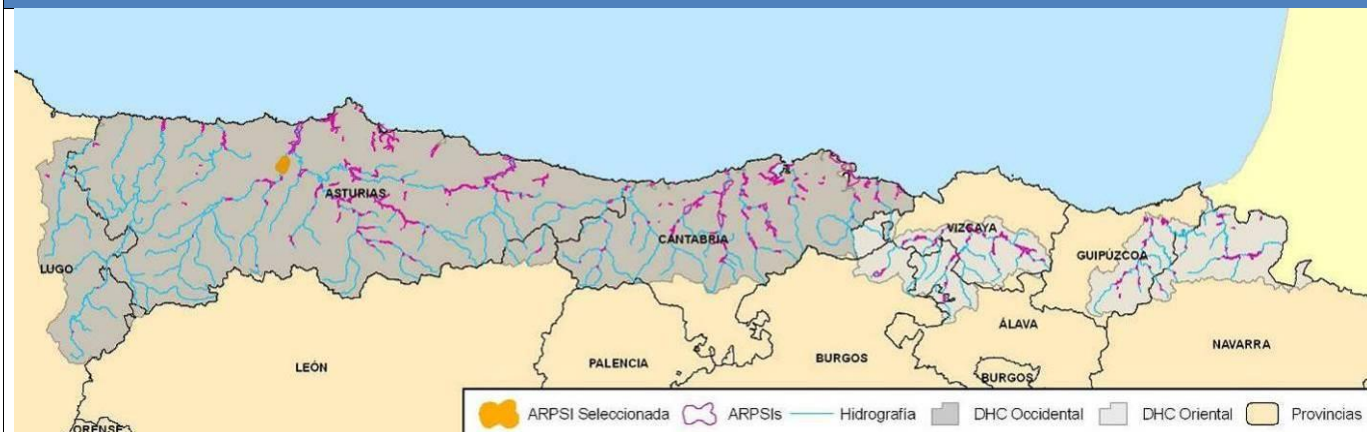 VIZCAYA
ASTURIAS
CANTABRIA
GUIPÚZCOA
LUGO
ÁLAVA
NAVARRA
LEÓN
PALENCIA
BURGOS
BURGOS
ORENSE
ARPSI Seleccionada
ARPSIs
Hidrografía
DHC Occidental
DHC Oriental
Provincias